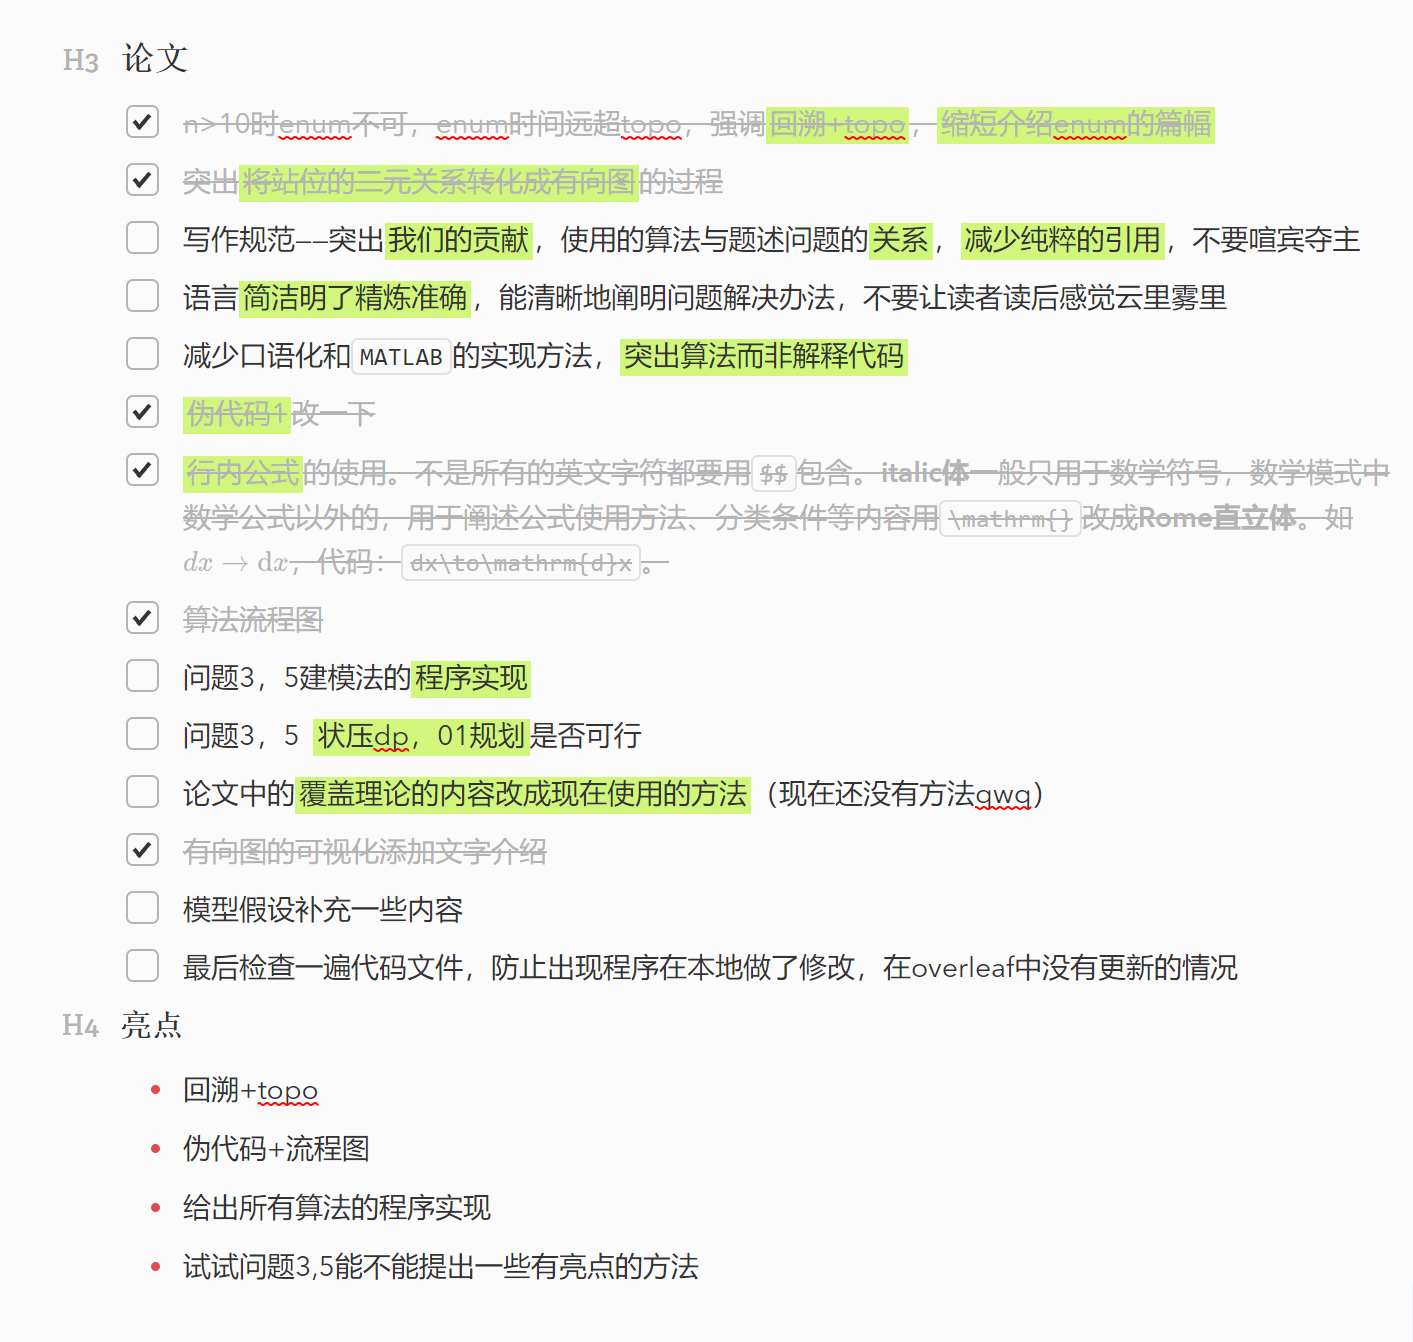 H3 论文
n>10时enum不可，enum时间远超topo，强调回溯+topo，缩短介绍enum的篇幅
突出将站位的二元关系转化成有向图的过程
写作规范——突出我们的贡献，使用的算法与题述问题的关系，减少纯粹的引用，不要喧宾夺主
语言简洁明了精炼准确，能清晰地阐明问题解决办法，不要让读者读后感觉云里雾里
减少口语化和MATLAB的实现方法，突出算法而非解释代码
伪代码1改一下
行内公式的使用。不是所有的英文字符都要用$$包含。italic体一般只用于数学符号，数学模式中
数学公式以外的，用于阐述公式使用方法、分类条件等内容用\mathrm{}改成Rome直立体。如
dx→dx，代码：dx\to\mathrm{d}x。
算法流程图
问题3，5建模法的程序实现
问题3，5 状压dp，01规划是否可行
论文中的覆盖理论的内容改成现在使用的方法（现在还没有方法qwq）
有向图的可视化添加文字介绍
模型假设补充一些内容
最后检查一遍代码文件，防止出现程序在本地做了修改，在overleaf中没有更新的情况
H4 亮点
回溯+topo
伪代码+流程图
给出所有算法的程序实现
试试问题3,5能不能提出一些有亮点的方法